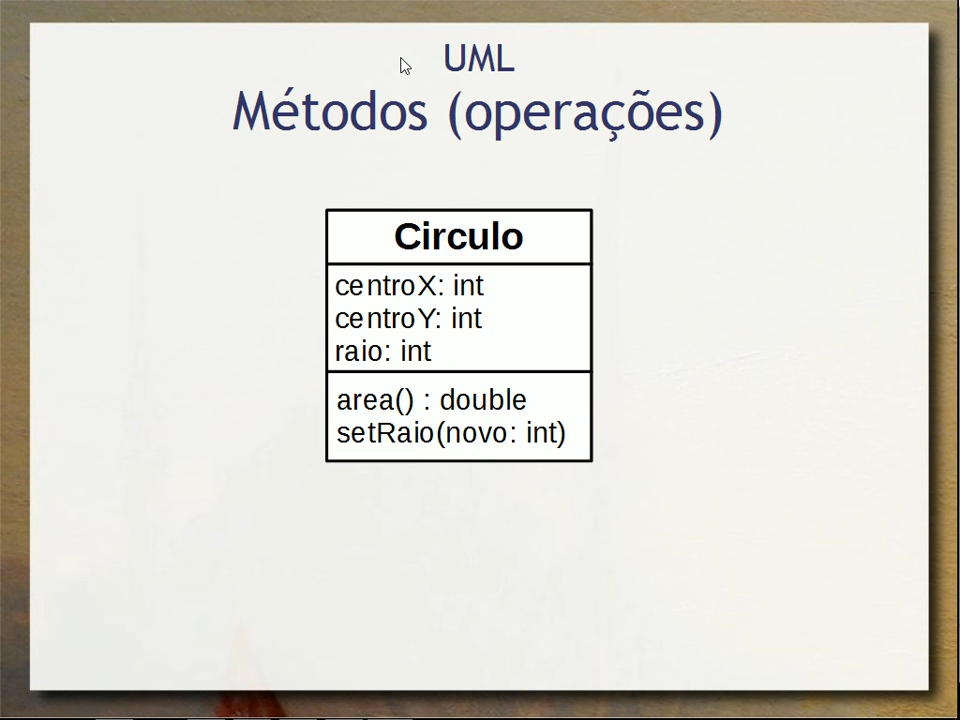 UML
Métodos (operações)
Circulo
centroX: int
centroY: int
raio: int
area() : double
setRaio(novo: int)